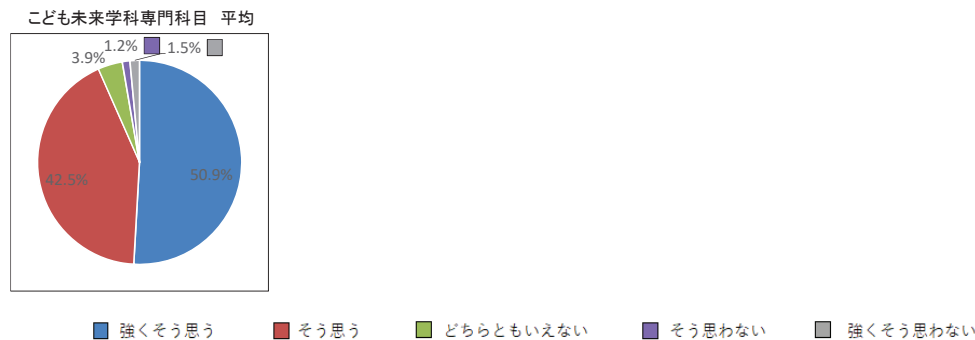 こども未来学科専門科目 平均
1.2%
1.5%
3.9%
42.5%
50.9%
強くそう思う
そう思う
どちらともいえない
そう思わない
強くそう思わない